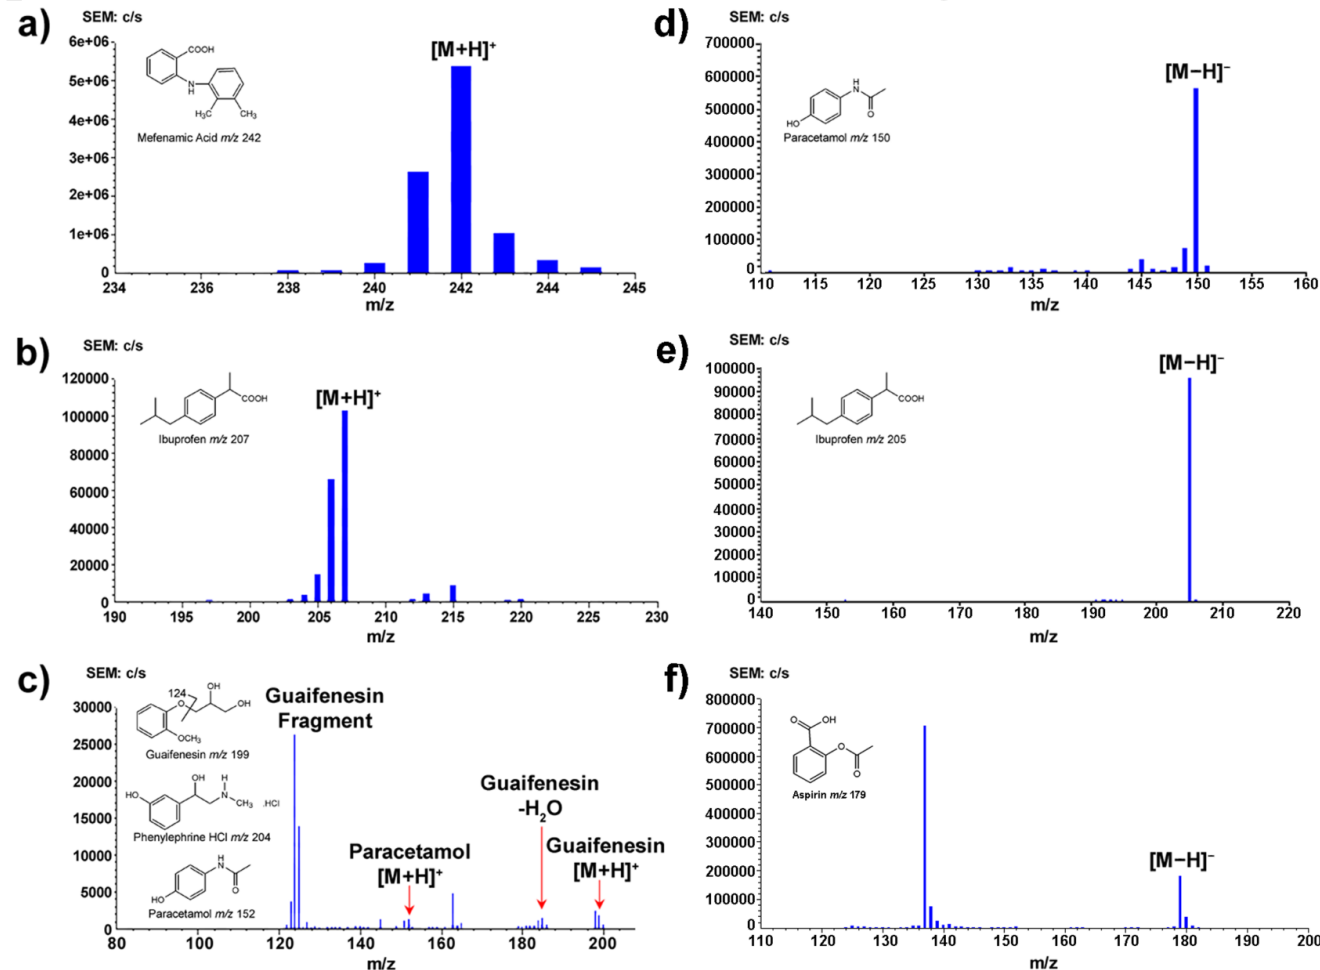 a)
SEM: c/s
6e+06
5e+06
4e+06
3e+06
2e+06
1e+06
0
COOH
N
H
H₃C
CH₃
Mefenamic Acid m/z 242
[M+H]⁺
234 236 238 240 242 244 245
m/z
d)
SEM: c/s
700000
600000
500000
400000
300000
200000
100000
0
H
N
O
HO
Paracetamol m/z 150
[M−H]⁻
110 115 120 125 130 135 140 145 150 155 160
m/z
b)
SEM: c/s
120000
100000
80000
60000
40000
20000
0
COOH
Ibuprofen m/z 207
[M+H]⁺
190 195 200 205 210 215 220 225 230
m/z
e)
SEM: c/s
100000
90000
80000
70000
60000
50000
40000
30000
20000
10000
0
COOH
Ibuprofen m/z 205
[M−H]⁻
140 150 160 170 180 190 200 210 220
m/z
c)
SEM: c/s
30000
25000
20000
15000
10000
5000
0
124
OH
O
OH
OCH₃
Guaifenesin m/z 199
OH
H
HO
N
CH₃
.HCl
Phenylephrine HCl m/z 204
H
N
O
HO
Paracetamol m/z 152
Guaifenesin
Fragment
Paracetamol
[M+H]⁺
Guaifenesin
-H₂O
Guaifenesin
[M+H]⁺
80 100 120 140 160 180 200
m/z
f)
SEM: c/s
800000
700000
600000
500000
400000
300000
200000
100000
0
O
OH
O
O
Aspirin m/z 179
[M−H]⁻
110 120 130 140 150 160 170 180 190 200
m/z